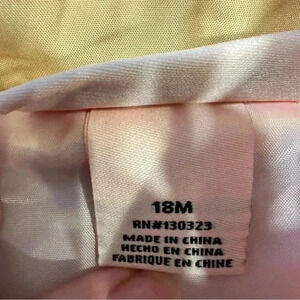 18M
RN#130323
MADE IN CHINA
HECHO EN CHINA
FABRIQUE EN CHINE